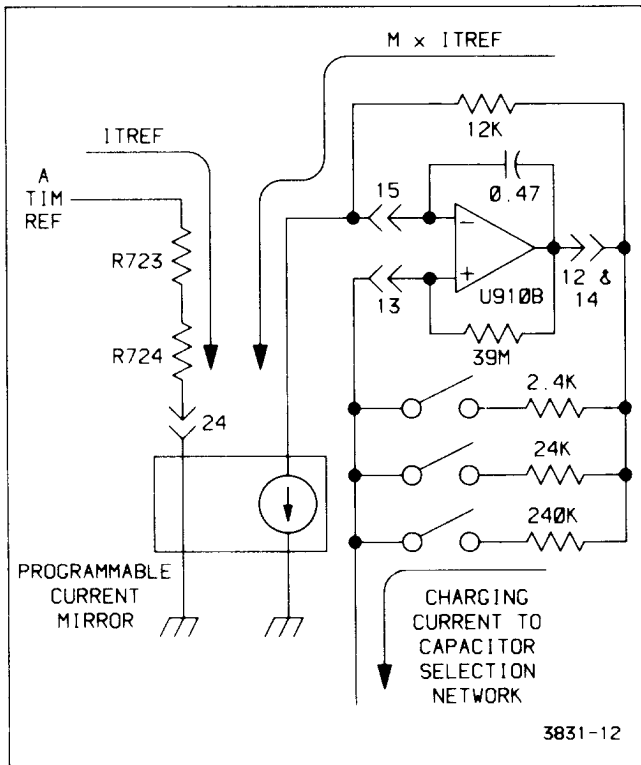 M x ITREF
ITREF
12K
A
TIM
REF
15
0.47
R723
13
−
+
U910B
12 &
14
R724
39M
24
2.4K
24K
240K
PROGRAMMABLE
CURRENT
MIRROR
CHARGING
CURRENT TO
CAPACITOR
SELECTION
NETWORK
3831-12